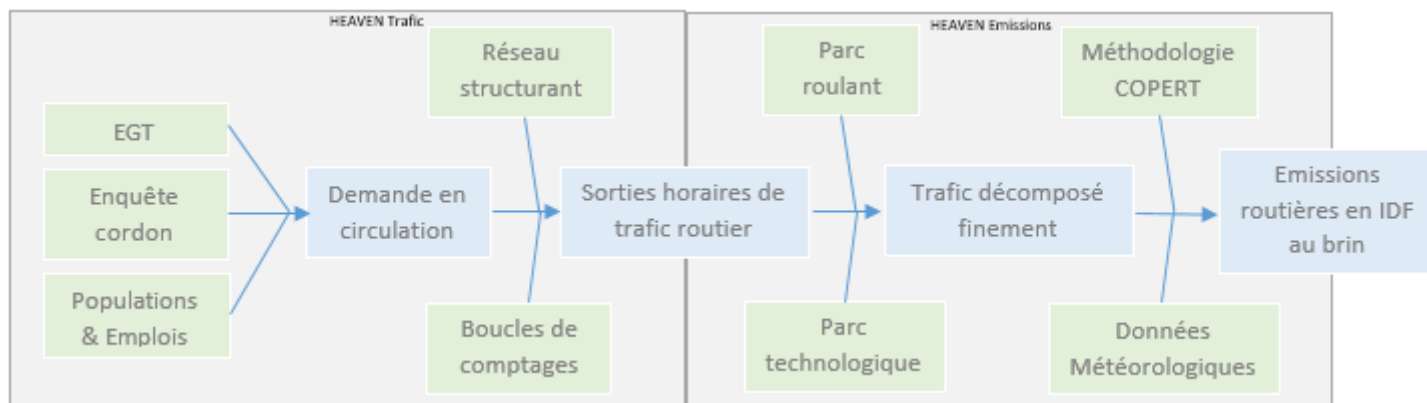 HEAVEN Trafic
HEAVEN Emissions
Réseau
structurant
Parc
roulant
Méthodologie
COPERT
EGT
Enquête
cordon
Populations
& Emplois
Demande en
circulation
Sorties horaires de
trafic routier
Trafic décomposé
finement
Emissions
routières en IDF
au brin
Boucles de
comptages
Parc
technologique
Données
Météorologiques